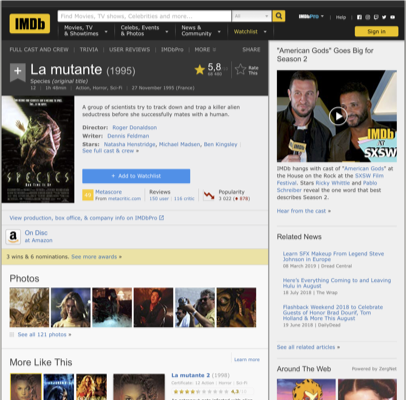 IMDb
Find Movies, TV shows, Celebrities and more...
All
IMDbPro
Help
Movies, TV & Showtimes
Celebs, Events & Photos
News & Community
Watchlist
Sign in
FULL CAST AND CREW | TRIVIA | USER REVIEWS | IMDbPro | MORE
SHARE
La mutante (1995)
Species (original title)
12 | 1h 48min | Action, Horror, Sci-Fi | 27 November 1995 (France)
5,8
Rate This
SPECIES
A group of scientists try to track down and trap a killer alien
seductress before she successfully mates with a human.
Director: Roger Donaldson
Writer: Dennis Feldman
Stars: Natasha Henstridge, Michael Madsen, Ben Kingsley |
See full cast & crew »
+ Add to Watchlist
Metascore
From metacritic.com
Reviews
150 user | 116 critic
Popularity
3 022
View production, box office, & company info on IMDbPro
On Disc
at Amazon
3 wins & 6 nominations. See more awards »
Photos
See all 121 photos »
More Like This
Learn more
La mutante 2 (1998)
Action | Horror | Sci-Fi
"American Gods" Goes Big for
Season 2
IMDb
at
SXSW
IMDb hangs with cast of "American Gods" at
the House on the Rock at the SXSW Film
Festival. Stars Ricky Whittle and Pablo
Schreiber reveal the one word that best
describes Season 2.
Hear from the cast »
Related News
Learn SFX Makeup From Legend Steve
Johnson in Europe
08 March 2019 | Dread Central
Here's Everything Coming to and Leaving
Hulu in August
18 July 2018 | The Wrap
Flashback Weekend 2018 to Celebrate
Guests of Honor Brad Dourif, Tom
Holland & More This August
19 June 2018 | DailyDead
See all related articles »
Around The Web
Powered by ZergNet